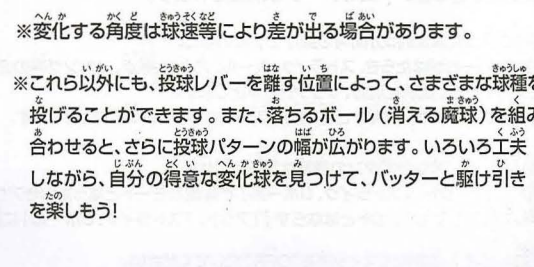 ※変化する角度は球速等により差が出る場合があります。
※これら以外にも、投球レバーを離す位置によって、さまざまな球種を
投げることができます。また、落ちるボール(消える魔球)を組み
合わせると、さらに投球パターンの幅が広がります。いろいろ工夫
しながら、自分の得意な変化球を見つけて、バッターと駆け引き
を楽しもう!